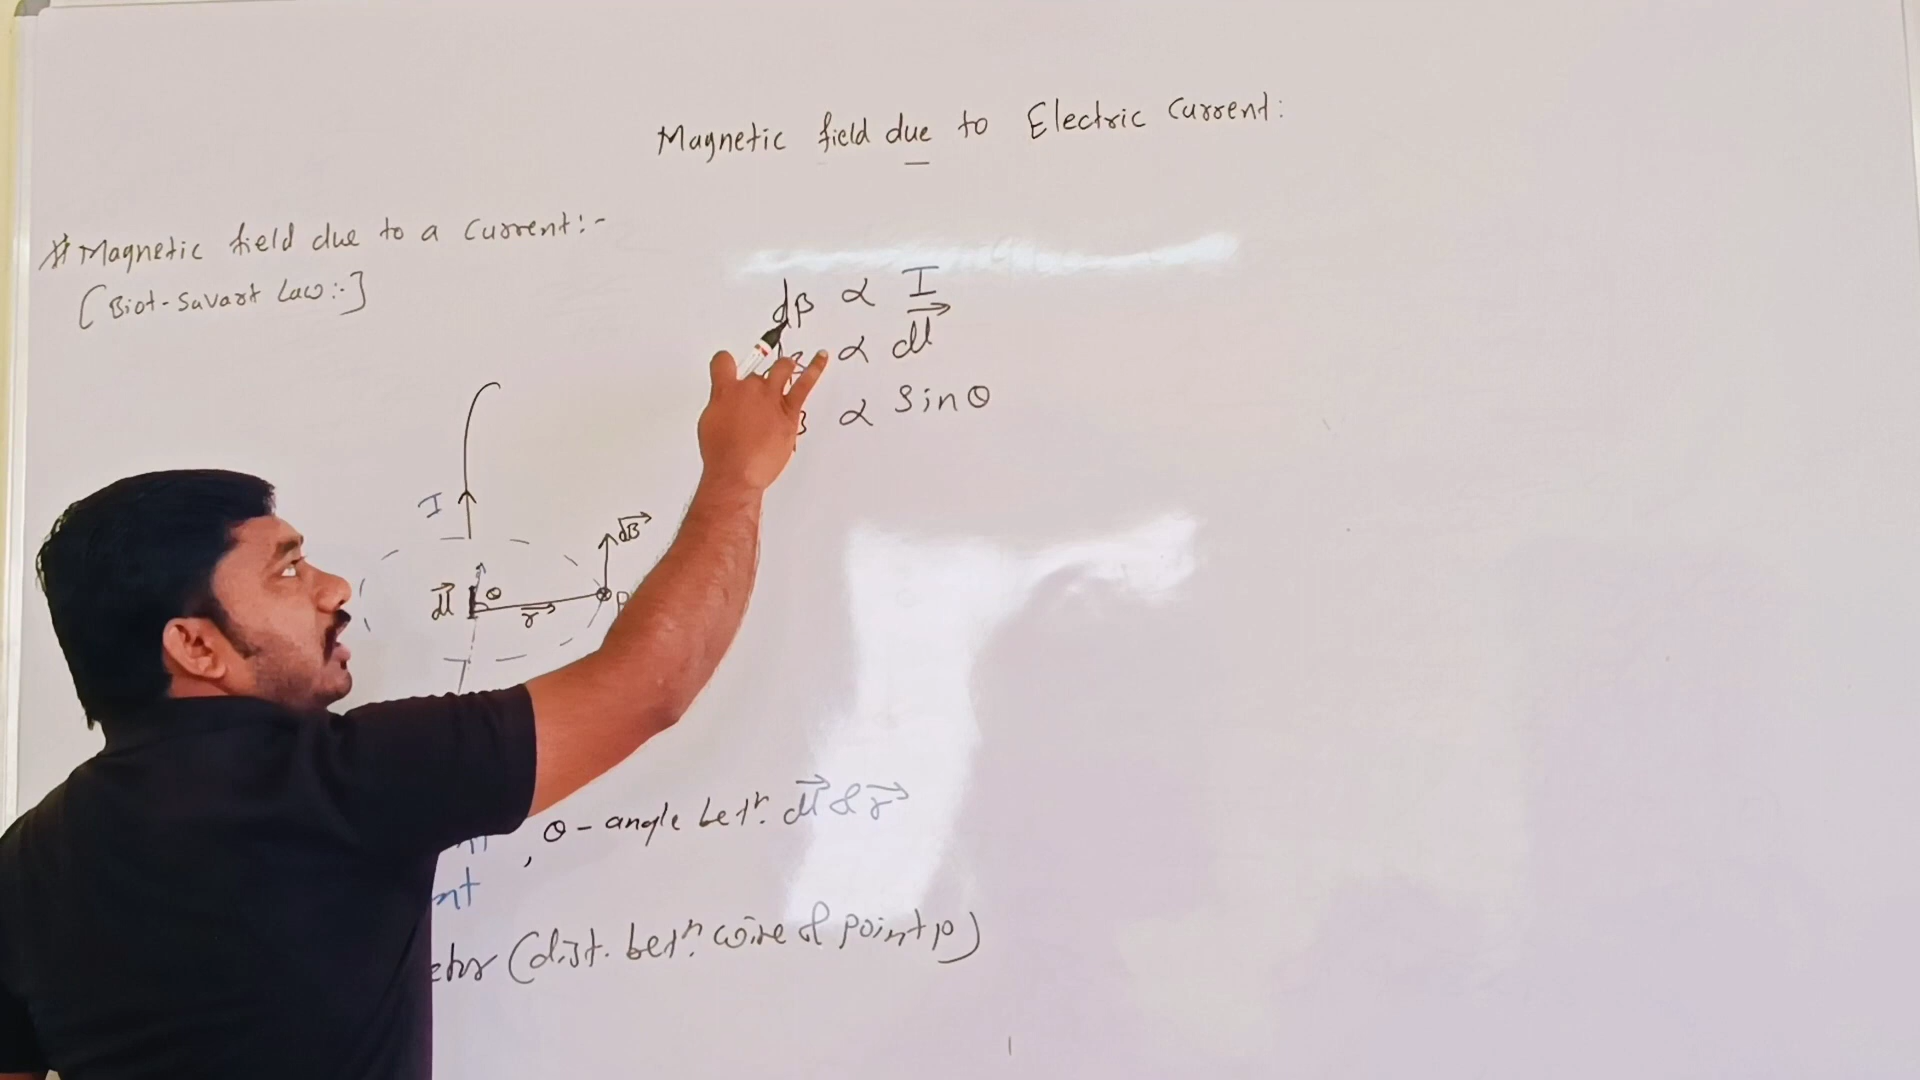 Magnetic field due to Electric Current:
Magnetic field due to a Current:-
[Biot-Savart Law:-]
dB ∝ I
∝ dl
∝ sinθ
I
dB
dl θ
r
θ - angle betⁿ. dl & r
(dist. betⁿ. wire & point p)